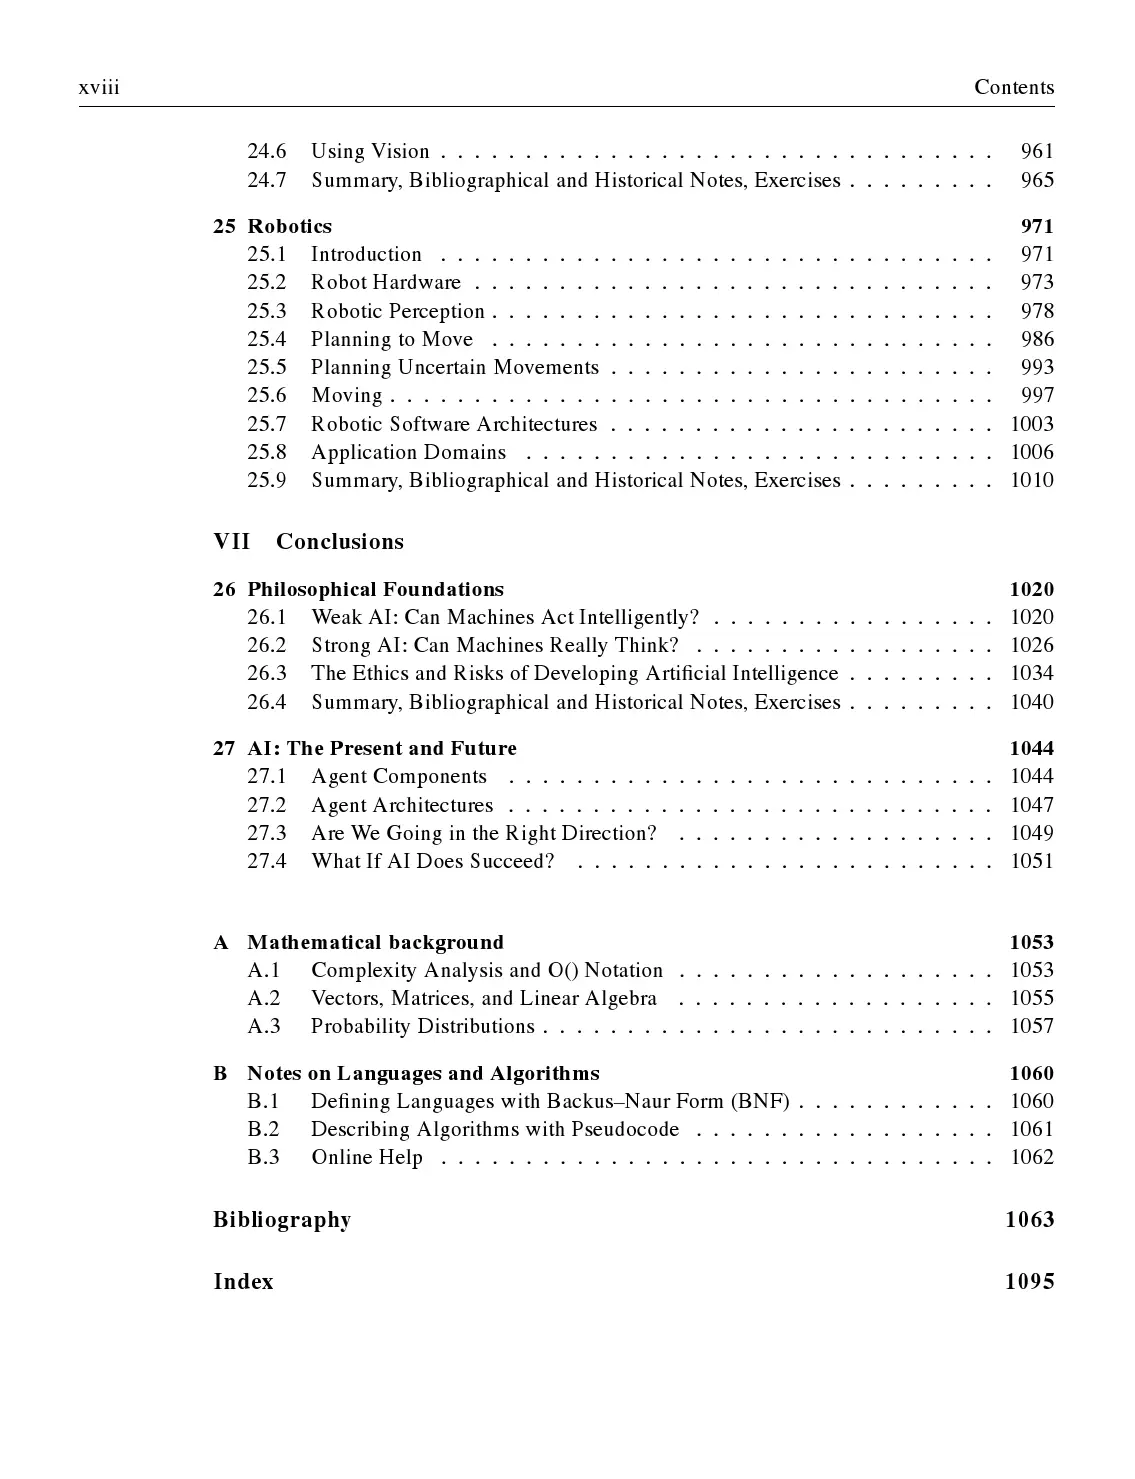 xviii Contents
24.6 Using Vision . . . . . . . . . . . . . . . . . . . . . . . . . . . . . . . . . 961
24.7 Summary, Bibliographical and Historical Notes, Exercises . . . . . . . . . 965
25 Robotics 971
25.1 Introduction . . . . . . . . . . . . . . . . . . . . . . . . . . . . . . . . . 971
25.2 Robot Hardware . . . . . . . . . . . . . . . . . . . . . . . . . . . . . . . 973
25.3 Robotic Perception . . . . . . . . . . . . . . . . . . . . . . . . . . . . . . 978
25.4 Planning to Move . . . . . . . . . . . . . . . . . . . . . . . . . . . . . . 986
25.5 Planning Uncertain Movements . . . . . . . . . . . . . . . . . . . . . . . 993
25.6 Moving . . . . . . . . . . . . . . . . . . . . . . . . . . . . . . . . . . . . 997
25.7 Robotic Software Architectures . . . . . . . . . . . . . . . . . . . . . . . 1003
25.8 Application Domains . . . . . . . . . . . . . . . . . . . . . . . . . . . . 1006
25.9 Summary, Bibliographical and Historical Notes, Exercises . . . . . . . . . 1010
VII Conclusions
26 Philosophical Foundations 1020
26.1 Weak AI: Can Machines Act Intelligently? . . . . . . . . . . . . . . . . . 1020
26.2 Strong AI: Can Machines Really Think? . . . . . . . . . . . . . . . . . . 1026
26.3 The Ethics and Risks of Developing Artificial Intelligence . . . . . . . . . 1034
26.4 Summary, Bibliographical and Historical Notes, Exercises . . . . . . . . . 1040
27 AI: The Present and Future 1044
27.1 Agent Components . . . . . . . . . . . . . . . . . . . . . . . . . . . . . 1044
27.2 Agent Architectures . . . . . . . . . . . . . . . . . . . . . . . . . . . . . 1047
27.3 Are We Going in the Right Direction? . . . . . . . . . . . . . . . . . . . 1049
27.4 What If AI Does Succeed? . . . . . . . . . . . . . . . . . . . . . . . . . 1051
A Mathematical background 1053
A.1 Complexity Analysis and O() Notation . . . . . . . . . . . . . . . . . . . 1053
A.2 Vectors, Matrices, and Linear Algebra . . . . . . . . . . . . . . . . . . . 1055
A.3 Probability Distributions . . . . . . . . . . . . . . . . . . . . . . . . . . . 1057
B Notes on Languages and Algorithms 1060
B.1 Defining Languages with Backus–Naur Form (BNF) . . . . . . . . . . . . 1060
B.2 Describing Algorithms with Pseudocode . . . . . . . . . . . . . . . . . . 1061
B.3 Online Help . . . . . . . . . . . . . . . . . . . . . . . . . . . . . . . . . 1062
Bibliography 1063
Index 1095